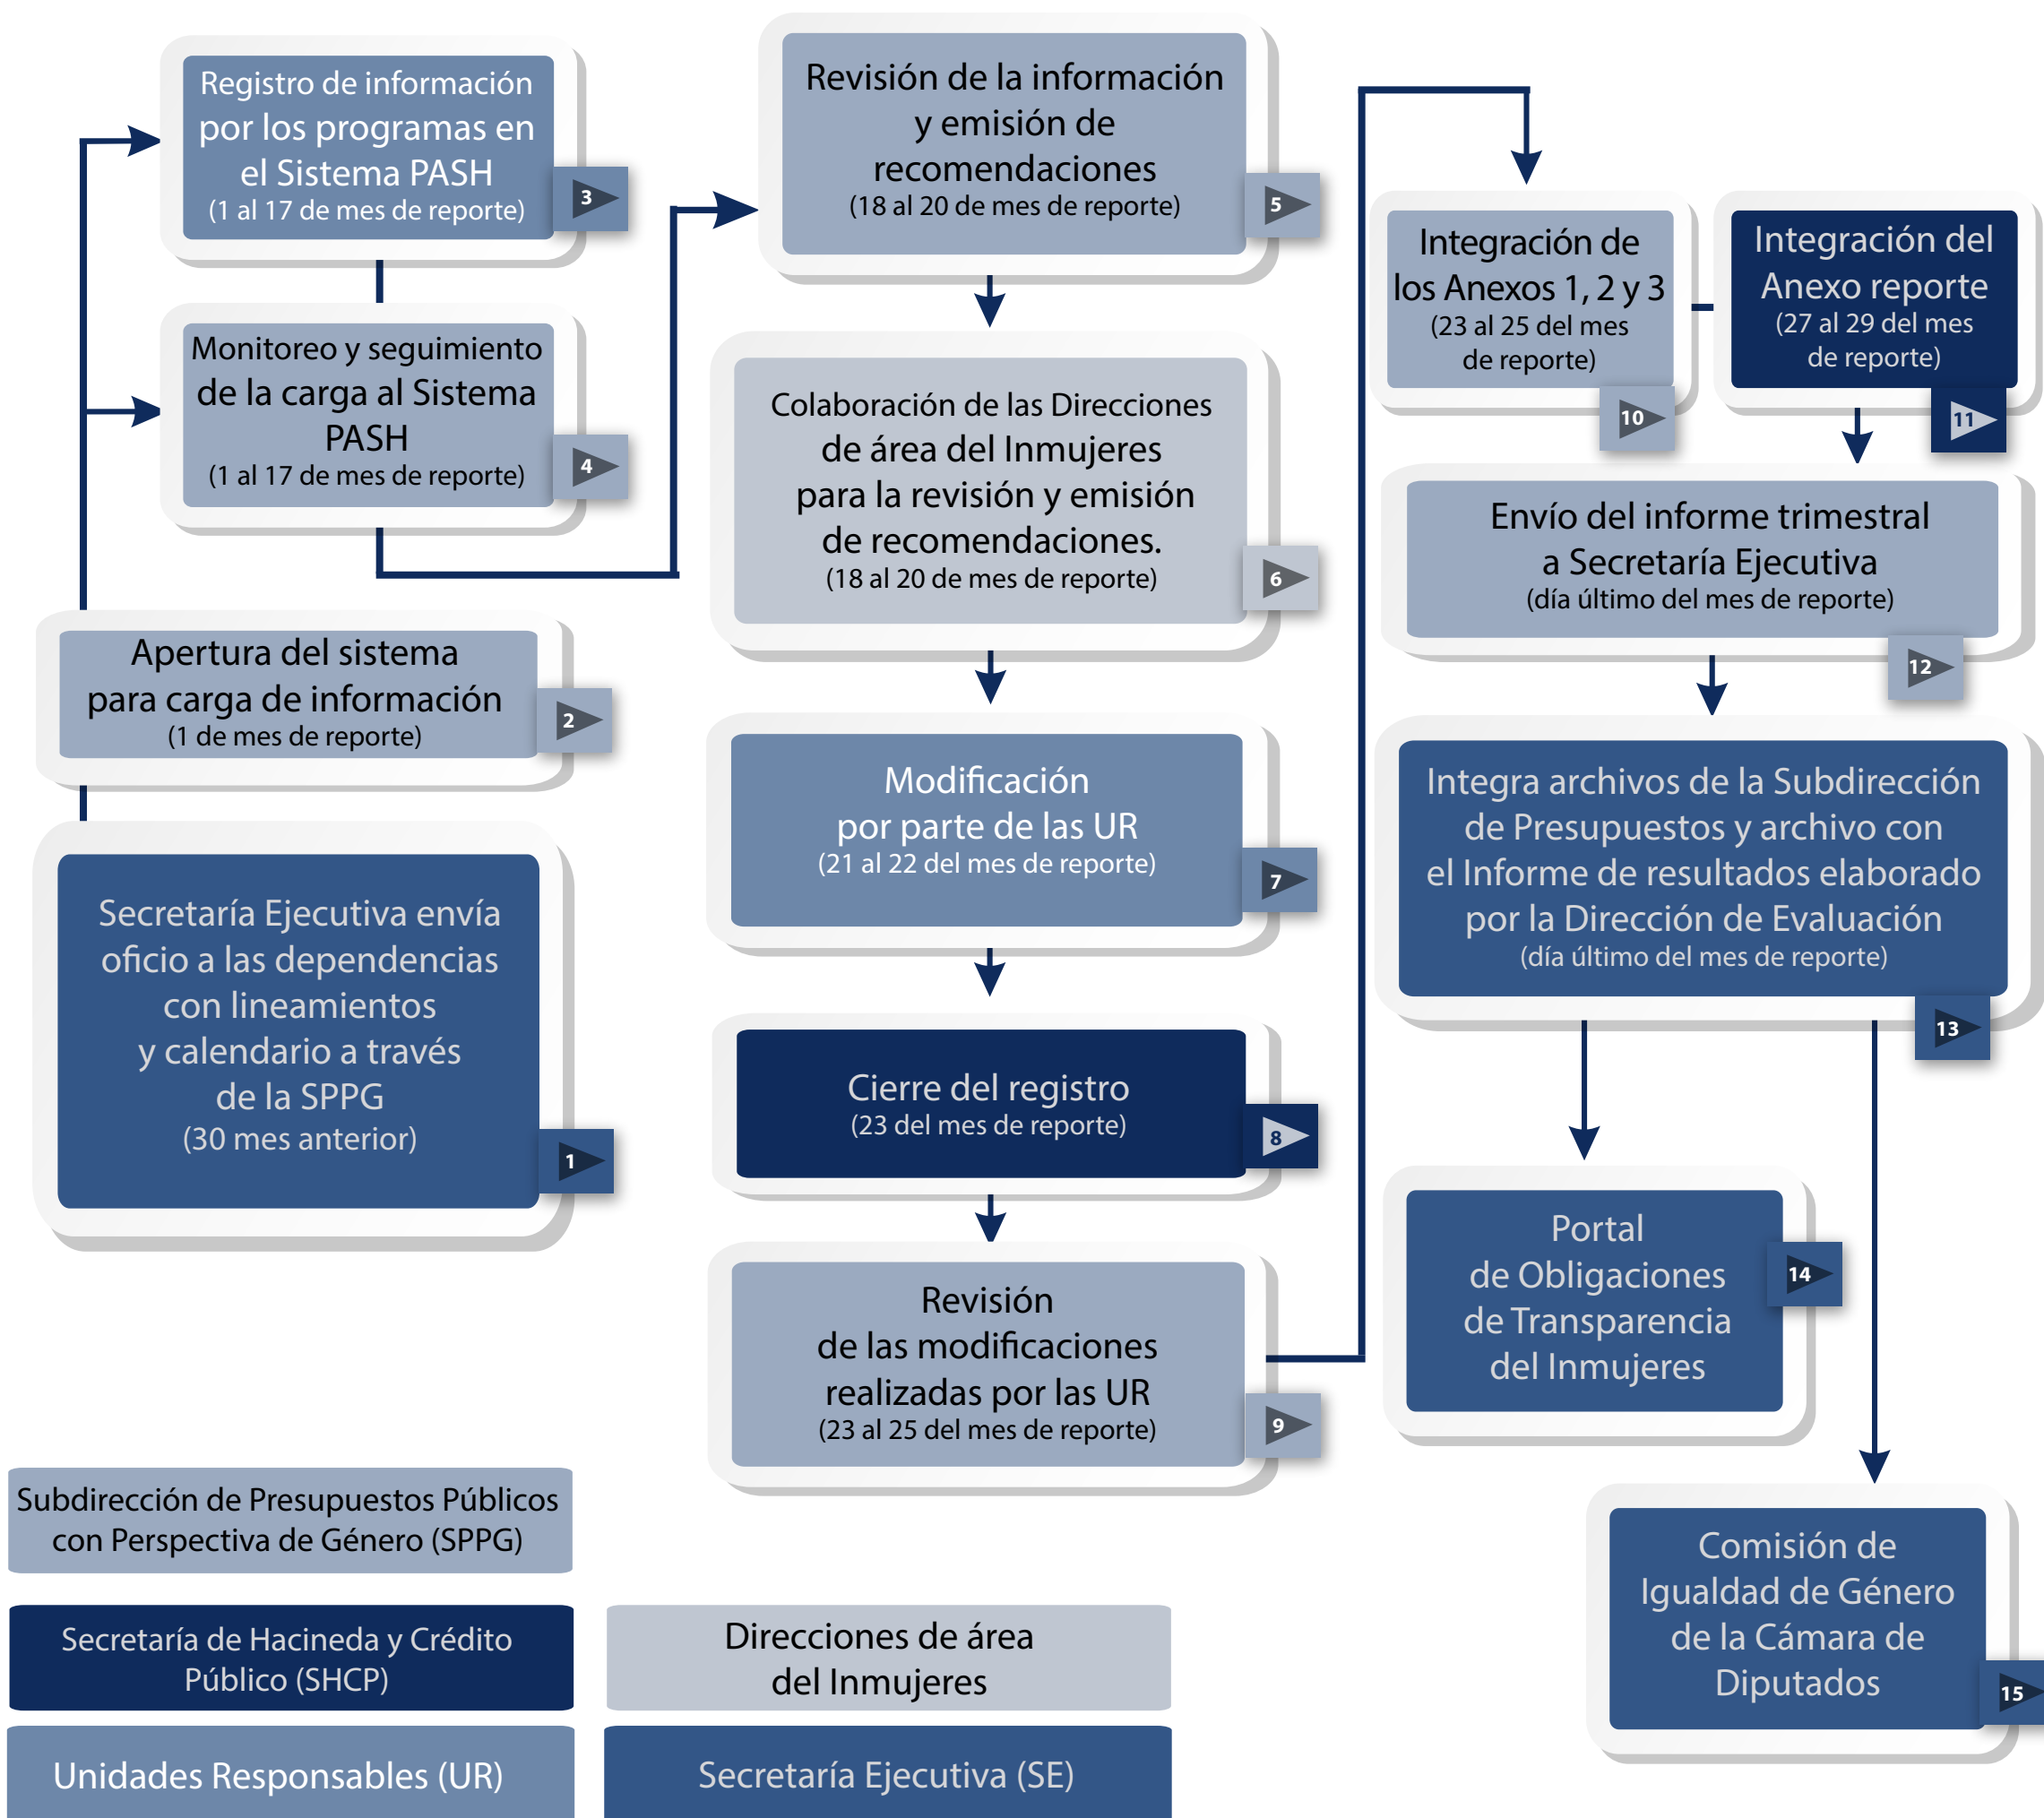 Registro de información
por los programas en
el Sistema PASH
(1 al 17 de mes de reporte)
3
Monitoreo y seguimiento
de la carga al Sistema
PASH
(1 al 17 de mes de reporte)
4
Apertura del sistema
para carga de información
(1 de mes de reporte)
2
Secretaría Ejecutiva envía
oficio a las dependencias
con lineamientos
y calendario a través
de la SPPG
(30 mes anterior)
1
Revisión de la información
y emisión de
recomendaciones
(18 al 20 de mes de reporte)
5
Colaboración de las Direcciones
de área del Inmujeres
para la revisión y emisión
de recomendaciones.
(18 al 20 de mes de reporte)
6
Modificación
por parte de las UR
(21 al 22 del mes de reporte)
7
Cierre del registro
(23 del mes de reporte)
8
Revisión
de las modificaciones
realizadas por las UR
(23 al 25 del mes de reporte)
9
Integración de
los Anexos 1, 2 y 3
(23 al 25 del mes
de reporte)
10
Integración del
Anexo reporte
(27 al 29 del mes
de reporte)
11
Envío del informe trimestral
a Secretaría Ejecutiva
(día último del mes de reporte)
12
Integra archivos de la Subdirección
de Presupuestos y archivo con
el Informe de resultados elaborado
por la Dirección de Evaluación
(día último del mes de reporte)
13
Portal
de Obligaciones
de Transparencia
del Inmujeres
14
Comisión de
Igualdad de Género
de la Cámara de
Diputados
15
Subdirección de Presupuestos Públicos
con Perspectiva de Género (SPPG)
Secretaría de Hacineda y Crédito
Público (SHCP)
Direcciones de área
del Inmujeres
Unidades Responsables (UR)
Secretaría Ejecutiva (SE)